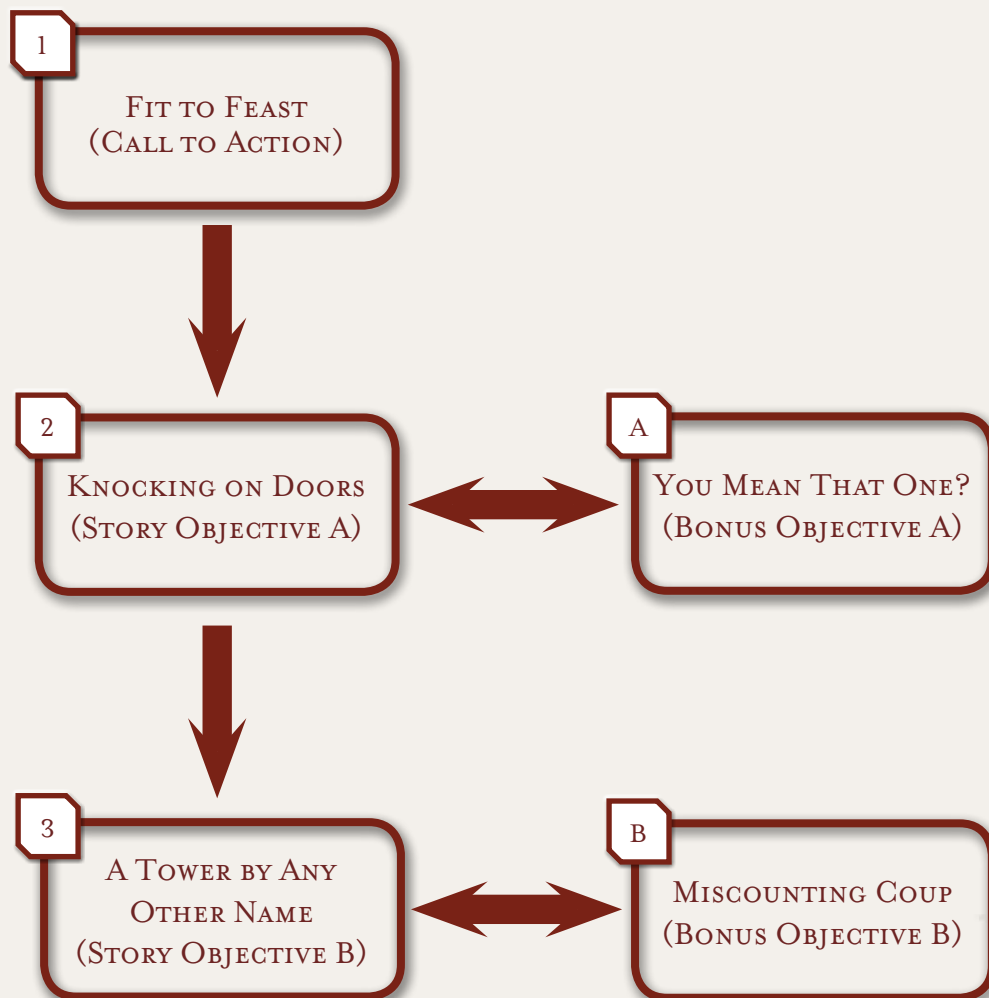 1
Fit to Feast
(Call to Action)
2
Knocking on Doors
(Story Objective A)
A
You Mean That One?
(Bonus Objective A)
3
A Tower by Any
Other Name
(Story Objective B)
B
Miscounting Coup
(Bonus Objective B)